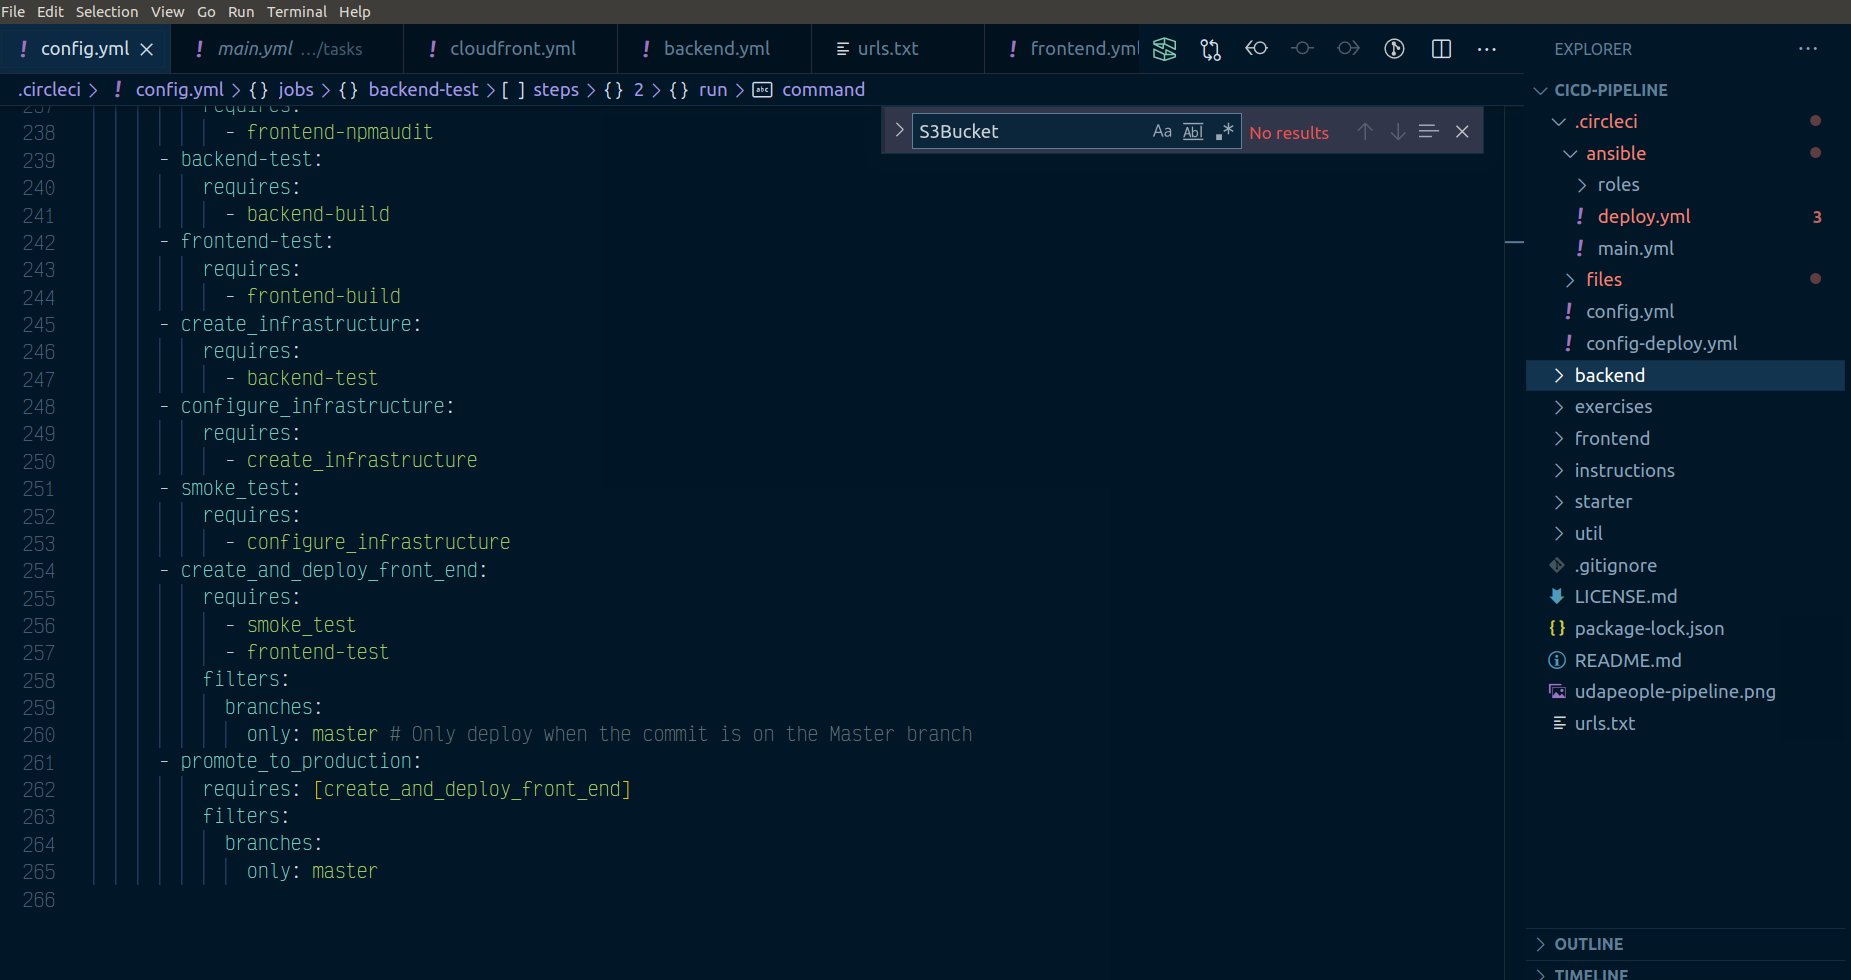 File Edit Selection View Go Run Terminal Help
config.yml main.yml .../tasks cloudfront.yml backend.yml urls.txt frontend.yml
.circleci > config.yml > {} jobs > {} backend-test > [ ] steps > {} 2 > {} run > command
S3Bucket Aa Abl .* No results
237 requires:
238 - frontend-npmaudit
239 - backend-test:
240 requires:
241 - backend-build
242 - frontend-test:
243 requires:
244 - frontend-build
245 - create_infrastructure:
246 requires:
247 - backend-test
248 - configure_infrastructure:
249 requires:
250 - create_infrastructure
251 - smoke_test:
252 requires:
253 - configure_infrastructure
254 - create_and_deploy_front_end:
255 requires:
256 - smoke_test
257 - frontend-test
258 filters:
259 branches:
260 only: master # Only deploy when the commit is on the Master branch
261 - promote_to_production:
262 requires: [create_and_deploy_front_end]
263 filters:
264 branches:
265 only: master
266
EXPLORER
CICD-PIPELINE
.circleci
ansible
roles
deploy.yml 3
main.yml
files
config.yml
config-deploy.yml
backend
exercises
frontend
instructions
starter
util
.gitignore
LICENSE.md
package-lock.json
README.md
udapeople-pipeline.png
urls.txt
OUTLINE
TIMELINE